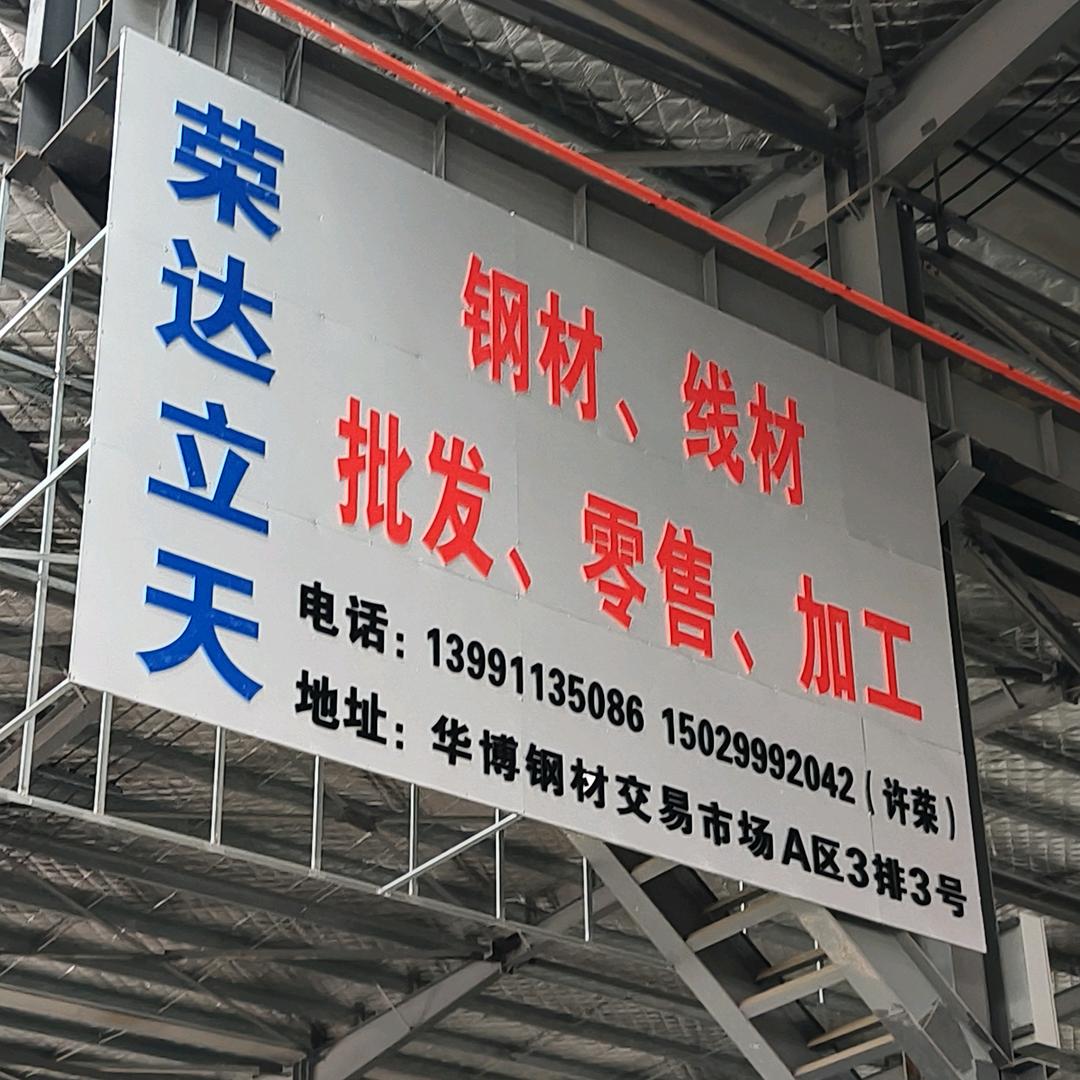 荣达立天
钢材、线材
批发、零售、加工
电话：13991135086 15029992042（许荣）
地址：华博钢材交易市场A区3排3号